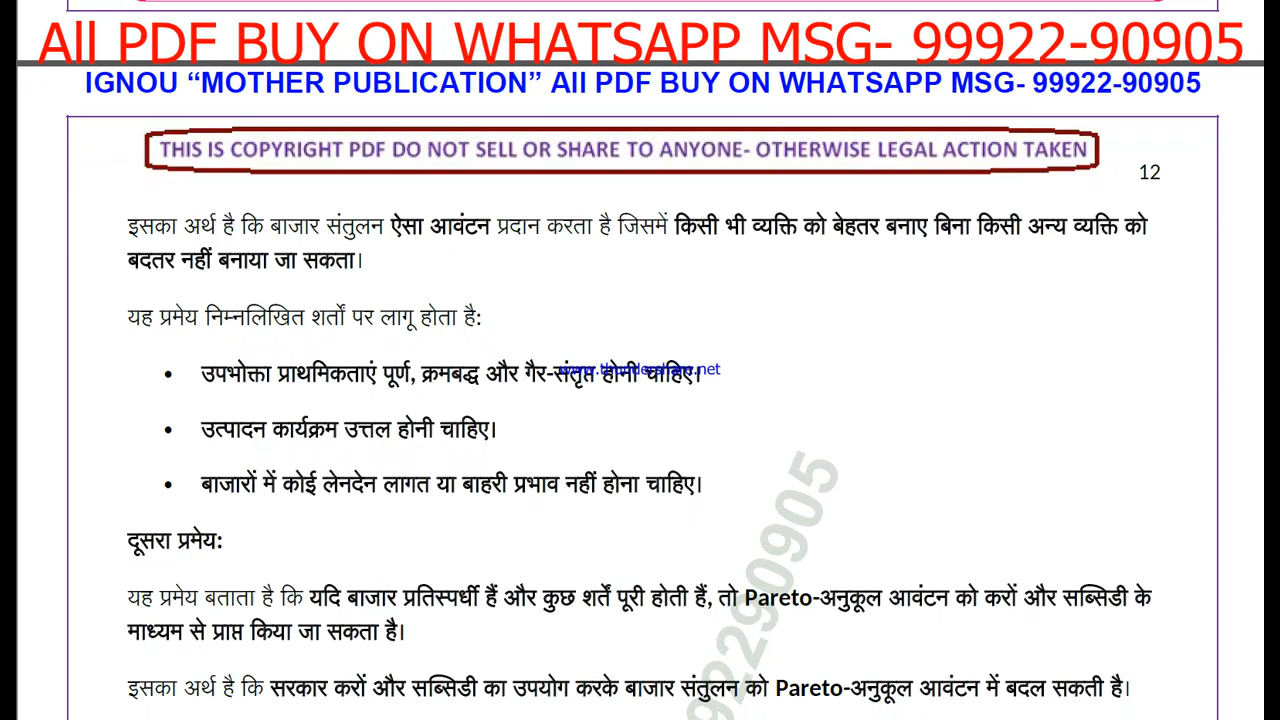 All PDF BUY ON WHATSAPP MSG- 99922-90905
IGNOU “MOTHER PUBLICATION” All PDF BUY ON WHATSAPP MSG- 99922-90905
THIS IS COPYRIGHT PDF DO NOT SELL OR SHARE TO ANYONE- OTHERWISE LEGAL ACTION TAKEN
12
इसका अर्थ है कि बाजार संतुलन ऐसा आवंटन प्रदान करता है जिसमें किसी भी व्यक्ति को बेहतर बनाए बिना किसी अन्य व्यक्ति को
बदतर नहीं बनाया जा सकता।
यह प्रमेय निम्नलिखित शर्तों पर लागू होता है:
• उपभोक्ता प्राथमिकताएं पूर्ण, क्रमबद्ध और गैर-संतृप्त होनी चाहिए।
www.thundershare.net
• उत्पादन कार्यक्रम उत्तल होनी चाहिए।
• बाजारों में कोई लेनदेन लागत या बाहरी प्रभाव नहीं होना चाहिए।
दूसरा प्रमेय:
यह प्रमेय बताता है कि यदि बाजार प्रतिस्पर्धी हैं और कुछ शर्तें पूरी होती हैं, तो Pareto-अनुकूल आवंटन को करों और सब्सिडी के
माध्यम से प्राप्त किया जा सकता है।
इसका अर्थ है कि सरकार करों और सब्सिडी का उपयोग करके बाजार संतुलन को Pareto-अनुकूल आवंटन में बदल सकती है।
92290905